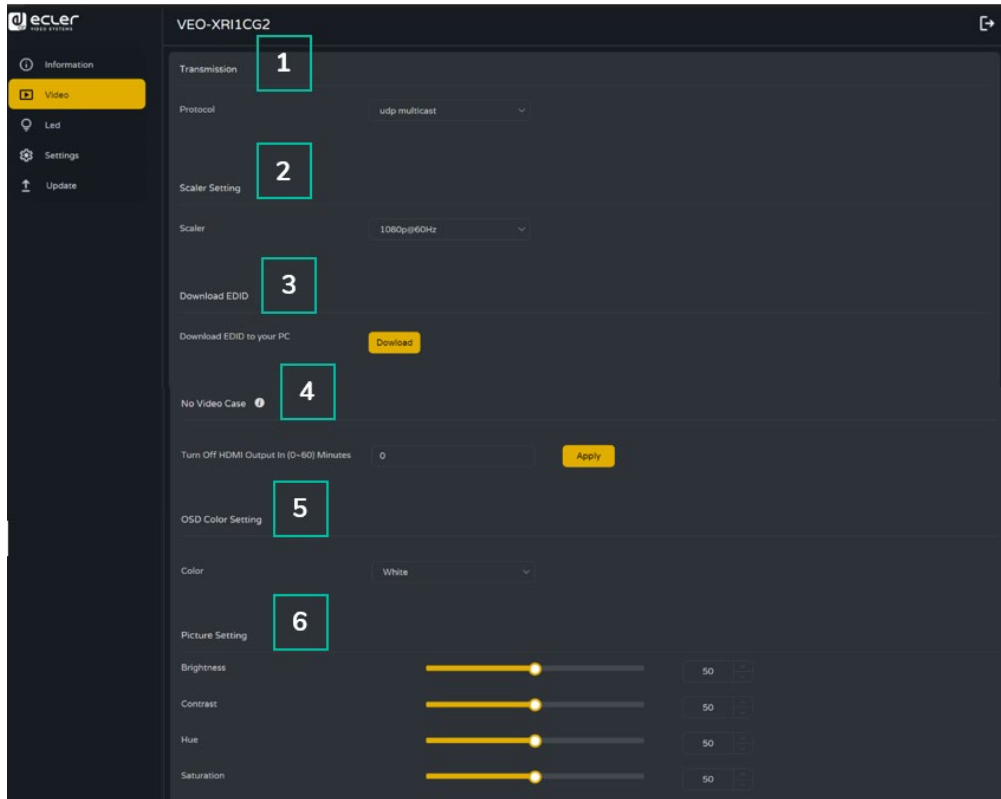 ecler
VIDEO SYSTEMS
VEO-XRI1CG2
Information
Video
Led
Settings
Update
Transmission 1
Protocol udp multicast
2
Scaler Setting
Scaler 1080p@60Hz
3
Download EDID
Download EDID to your PC Dowload
4
No Video Case i
Turn Off HDMI Output In (0~60) Minutes 0 Apply
5
OSD Color Setting
Color White
6
Picture Setting
Brightness 50
Contrast 50
Hue 50
Saturation 50